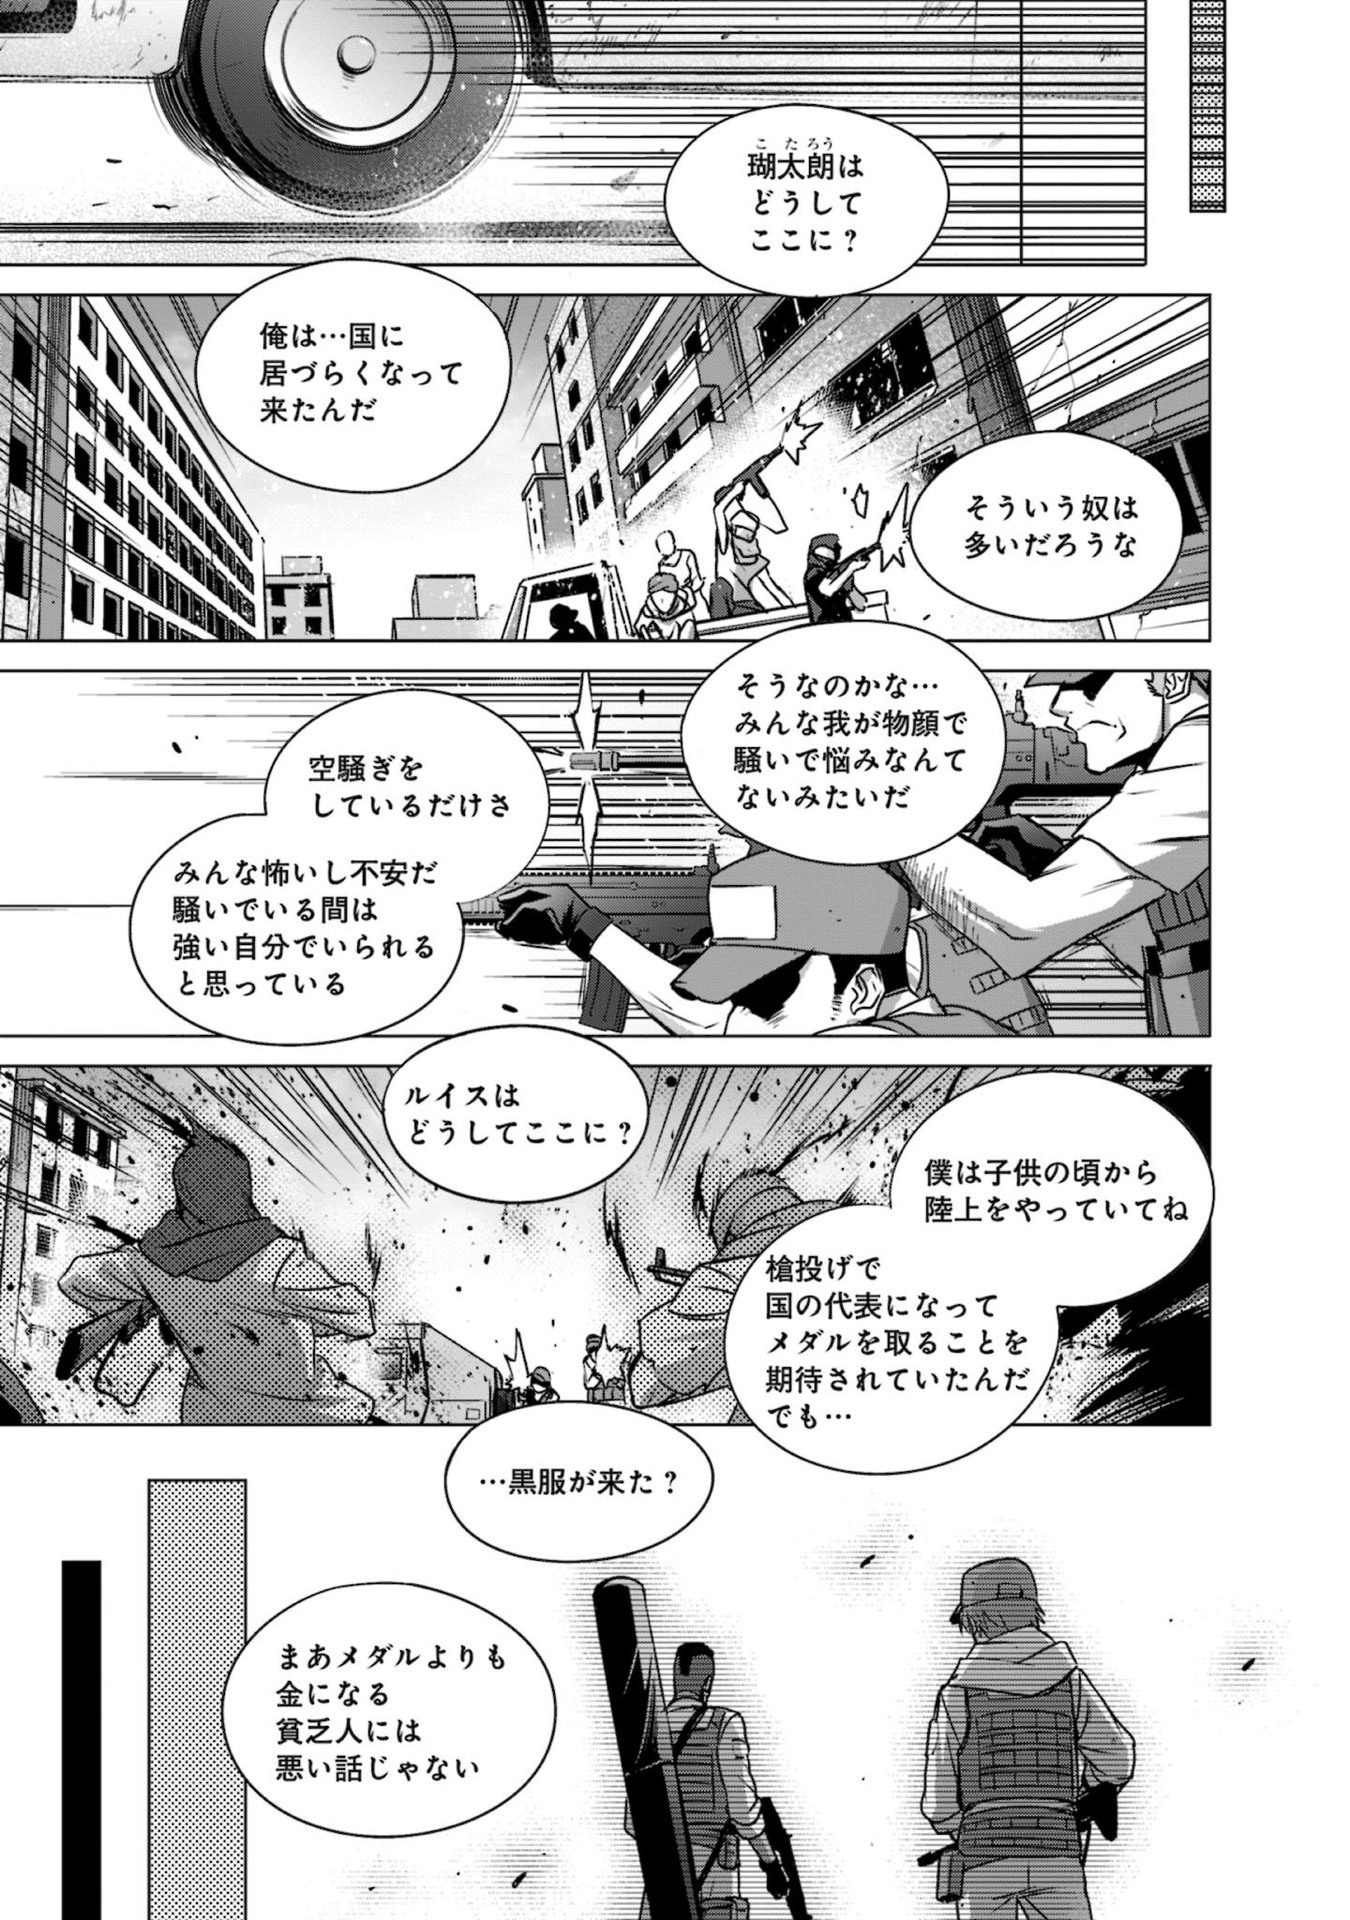 こたろう
瑚太朗は
どうして
ここに？
俺は…国に
居づらくなって
来たんだ
そういう奴は
多いだろうな
そうなのかな…
みんな我が物顔で
騒いで悩みなんて
ないみたいだ
空騒ぎを
しているだけさ
みんな怖いし不安だ
騒いでいる間は
強い自分でいられる
と思っている
ルイスは
どうしてここに？
僕は子供の頃から
陸上をやっていてね
槍投げで
国の代表になって
メダルを取ることを
期待されていたんだ
でも…
…黒服が来た？
まあメダルよりも
金になる
貧乏人には
悪い話じゃない